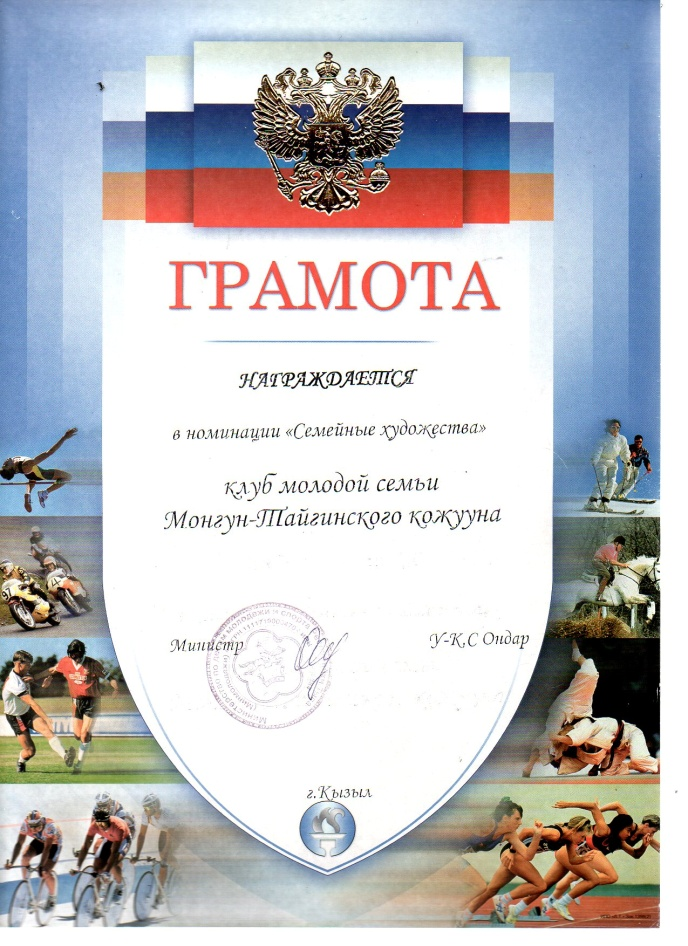 ГРАМОТА
НАГРАЖДАЕТСЯ
в номинации «Семейные художества»
клуб молодой семьи
Монгун-Тайгинского кожууна
Министр
У-К,С Ондар
г.Кызыл